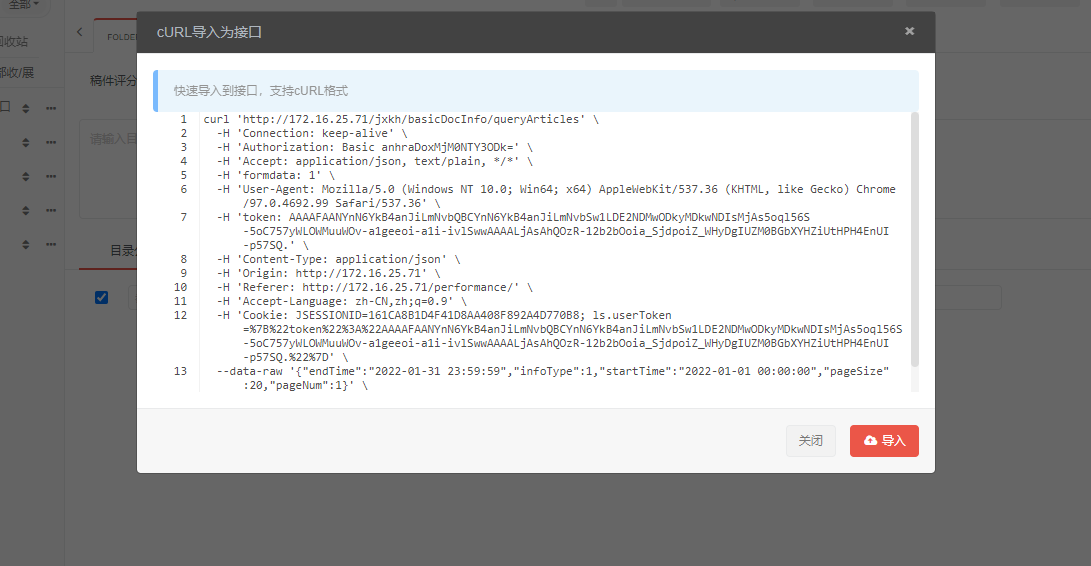 全部
cURL导入为接口
×
回收站
FOLDE
部收/展
稿件评分
快速导入到接口，支持cURL格式
请输入目
目录
1 curl 'http://172.16.25.71/jxkh/basicDocInfo/queryArticles' \
2 -H 'Connection: keep-alive' \
3 -H 'Authorization: Basic anhraDoxMjM0NTY3ODk=' \
4 -H 'Accept: application/json, text/plain, */*' \
5 -H 'formdata: 1' \
6 -H 'User-Agent: Mozilla/5.0 (Windows NT 10.0; Win64; x64) AppleWebKit/537.36 (KHTML, like Gecko) Chrome
/97.0.4692.99 Safari/537.36' \
7 -H 'token: AAAAFAANYnN6YkB4anJiLmNvbQBCYnN6YkB4anJiLmNvbSw1LDE2NDMwODkyMDkwNDIsMjAs5oql56S
-5oC757yWLOWMuuWOv-a1geeoi-a1i-ivlSwwAAAALjAsAhQOzR-12b2bOoia_SjdpoiZ_WHyDgIUZM0BGbXYHZiUtHPH4EnUI
-p57SQ.' \
8 -H 'Content-Type: application/json' \
9 -H 'Origin: http://172.16.25.71' \
10 -H 'Referer: http://172.16.25.71/performance/' \
11 -H 'Accept-Language: zh-CN,zh;q=0.9' \
12 -H 'Cookie: JSESSIONID=161CA8B1D4F41D8AA408F892A4D770B8; ls.userToken
=%7B%22token%22%3A%22AAAAFAANYnN6YkB4anJiLmNvbQBCYnN6YkB4anJiLmNvbSw1LDE2NDMwODkyMDkwNDIsMjAs5oql56S
-5oC757yWLOWMuuWOv-a1geeoi-a1i-ivlSwwAAAALjAsAhQOzR-12b2bOoia_SjdpoiZ_WHyDgIUZM0BGbXYHZiUtHPH4EnUI
-p57SQ.%22%7D' \
13 --data-raw '{"endTime":"2022-01-31 23:59:59","infoType":1,"startTime":"2022-01-01 00:00:00","pageSize"
:20,"pageNum":1}' \
关闭
导入